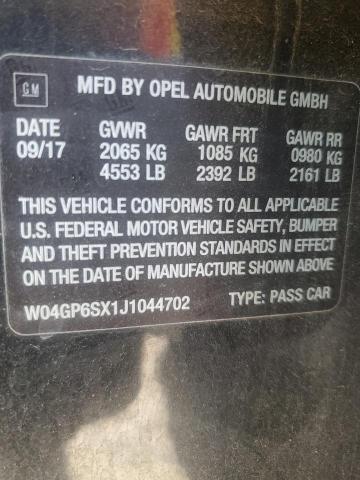 GM MFD BY OPEL AUTOMOBILE GMBH
DATE GVWR GAWR FRT GAWR RR
09/17 2065 KG 1085 KG 0980 KG
4553 LB 2392 LB 2161 LB
THIS VEHICLE CONFORMS TO ALL APPLICABLE
U.S. FEDERAL MOTOR VEHICLE SAFETY, BUMPER
AND THEFT PREVENTION STANDARDS IN EFFECT
ON THE DATE OF MANUFACTURE SHOWN ABOVE
W04GP6SX1J1044702 TYPE: PASS CAR